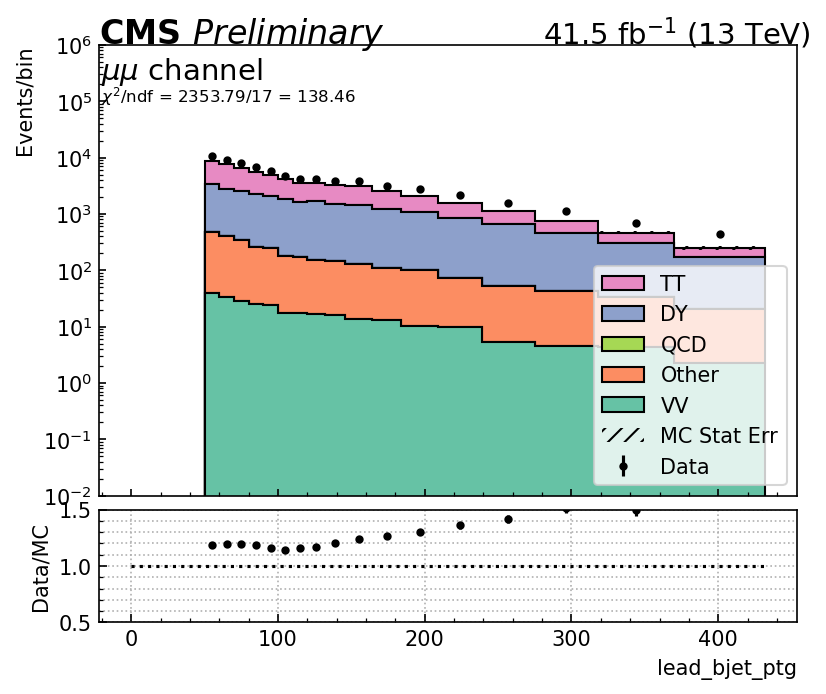 CMS Preliminary 41.5 fb⁻¹ (13 TeV)
μμ channel
χ²/ndf = 2353.79/17 = 138.46
Events/bin
10⁶
10⁵
10⁴
10³
10²
10¹
10⁰
10⁻¹
10⁻²
TT
DY
QCD
Other
VV
MC Stat Err
Data
Data/MC
1.5
1.0
0.5
0 100 200 300 400
lead_bjet_ptg